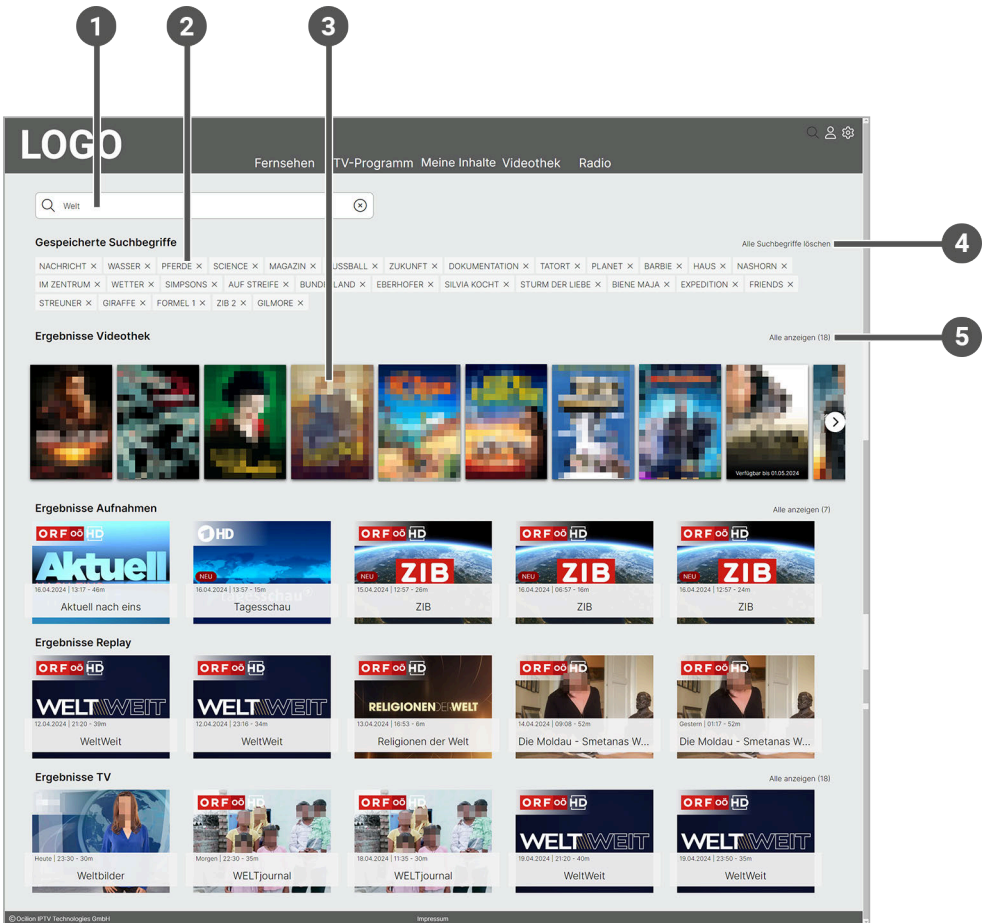 1 2 3
LOGO
Fernsehen TV-Programm Meine Inhalte Videothek Radio
Welt
Gespeicherte Suchbegriffe
Alle Suchbegriffe löschen 4
NACHRICHT × WASSER × PFERDE × SCIENCE × MAGAZIN × FUSSBALL × ZUKUNFT × DOKUMENTATION × TATORT × PLANET × BARBIE × HAUS × NASHORN ×
IM ZENTRUM × WETTER × SIMPSONS × AUF STREIFE × BUNDESLAND × EBERHOFER × SILVIA KOCHT × STURM DER LIEBE × BIENE MAJA × EXPEDITION × FRIENDS ×
STREUNER × GIRAFFE × FORMEL 1 × ZIB 2 × GILMORE ×
Ergebnisse Videothek
Alle anzeigen (18) 5
Verfügbar bis 01.05.2024
Ergebnisse Aufnahmen
Alle anzeigen (7)
ORF oö HD HD ORF oö HD ORF oö HD ORF oö HD
Aktuell ZIB ZIB ZIB
NEU NEU NEU NEU
16.04.2024 | 13:17 - 46m 16.04.2024 | 13:57 - 15m 15.04.2024 | 12:57 - 26m 16.04.2024 | 06:57 - 16m 16.04.2024 | 12:57 - 24m
Aktuell nach eins Tagesschau ZIB ZIB ZIB
Ergebnisse Replay
ORF oö HD ORF oö HD ORF oö HD ORF oö HD ORF oö HD
WELTWEIT WELTWEIT RELIGIONENDERWELT
12.04.2024 | 21:20 - 39m 12.04.2024 | 23:16 - 34m 13.04.2024 | 16:53 - 6m 14.04.2024 | 09:08 - 52m Gestern | 01:17 - 52m
WeltWeit WeltWeit Religionen der Welt Die Moldau - Smetanas W... Die Moldau - Smetanas W...
Ergebnisse TV
Alle anzeigen (18)
ORF oö HD ORF oö HD ORF oö HD ORF oö HD
WELTWEIT WELTWEIT
Heute | 23:30 - 30m Morgen | 22:30 - 35m 18.04.2024 | 11:35 - 30m 19.04.2024 | 21:20 - 40m 19.04.2024 | 23:50 - 35m
Weltbilder WELTjournal WELTjournal WeltWeit WeltWeit
© Ocilion IPTV Technologies GmbH Impressum